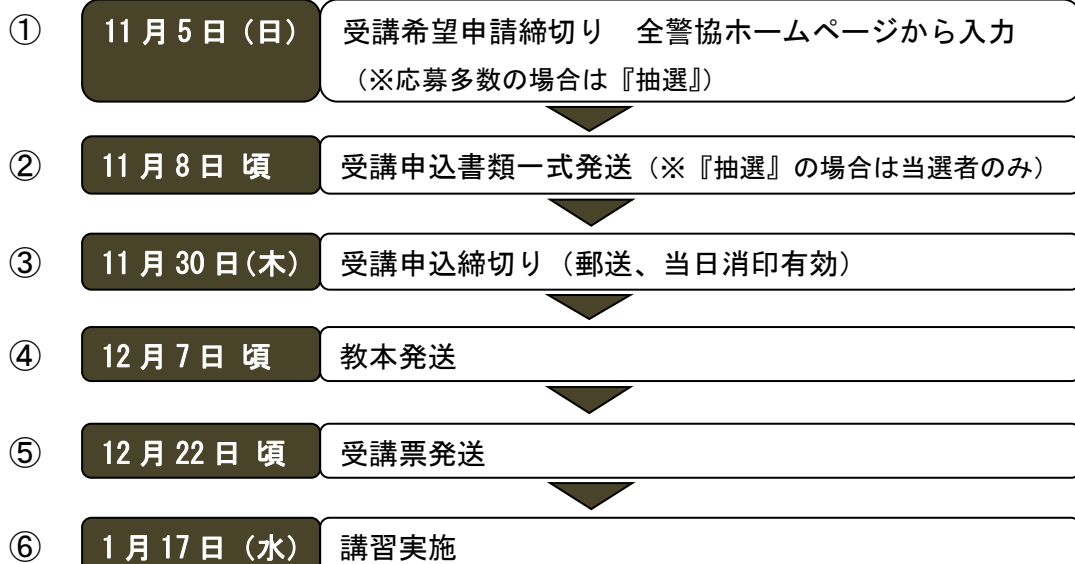 ① 11月5日（日） 受講希望申請締切り　全警協ホームページから入力
（※応募多数の場合は『抽選』）
② 11月8日 頃 受講申込書類一式発送（※『抽選』の場合は当選者のみ）
③ 11月30日(木) 受講申込締切り（郵送、当日消印有効）
④ 12月7日 頃 教本発送
⑤ 12月22日 頃 受講票発送
⑥ 1月17日（水） 講習実施